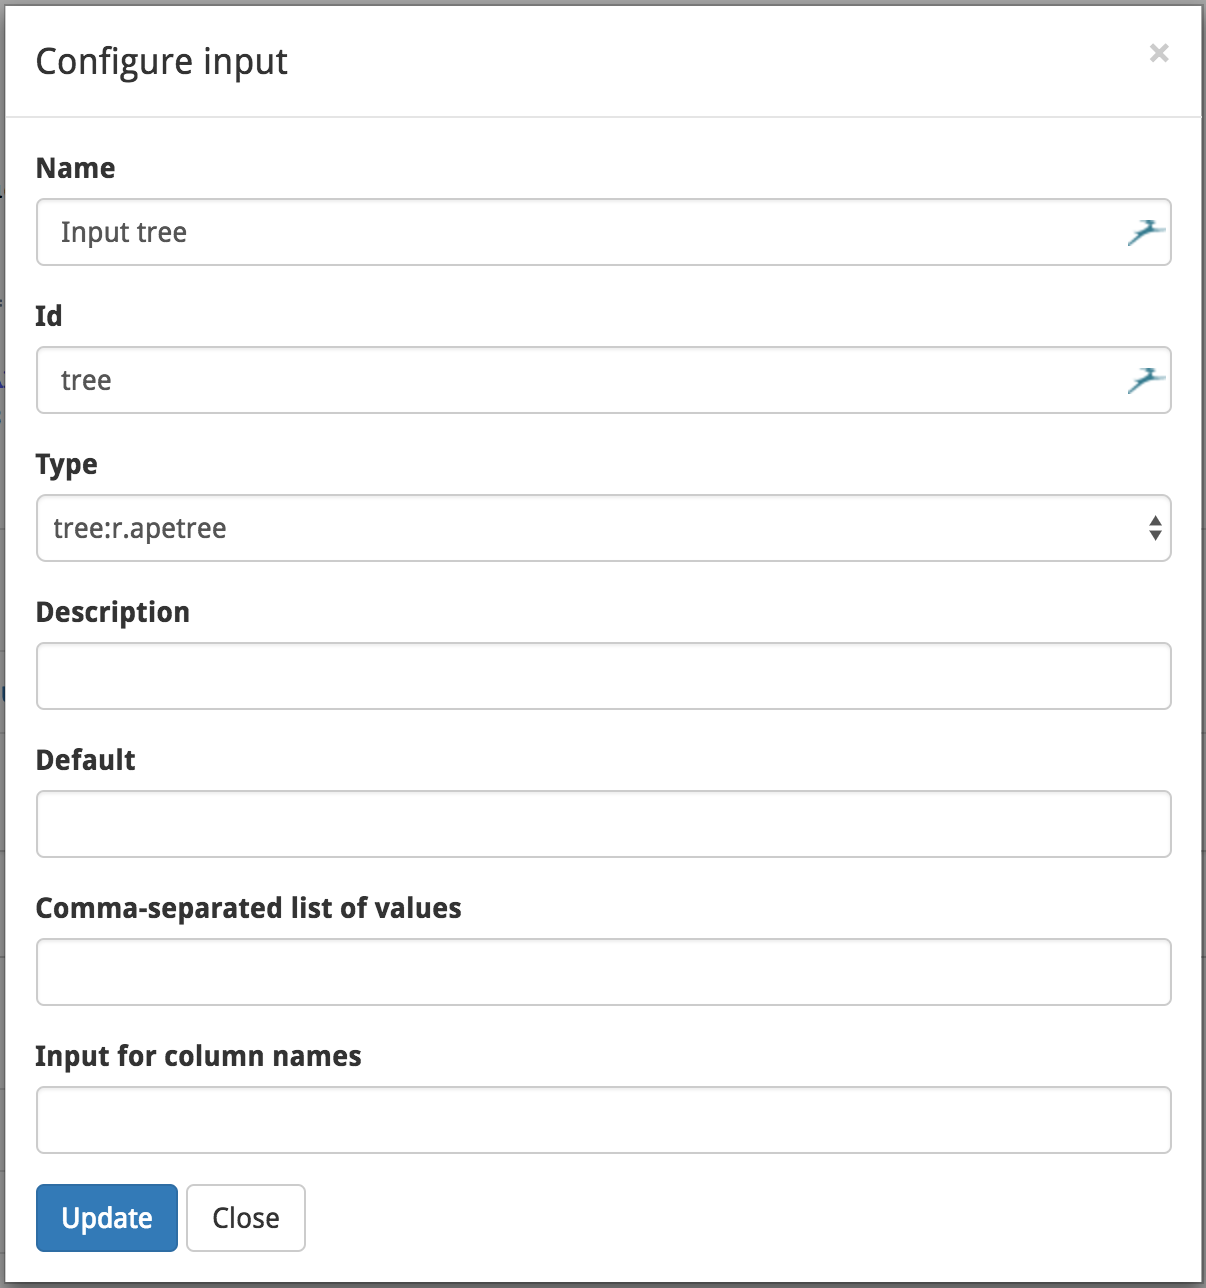 Configure input
×
Name
Input tree
Id
tree
Type
tree:r.apetree
Description
Default
Comma-separated list of values
Input for column names
Update Close